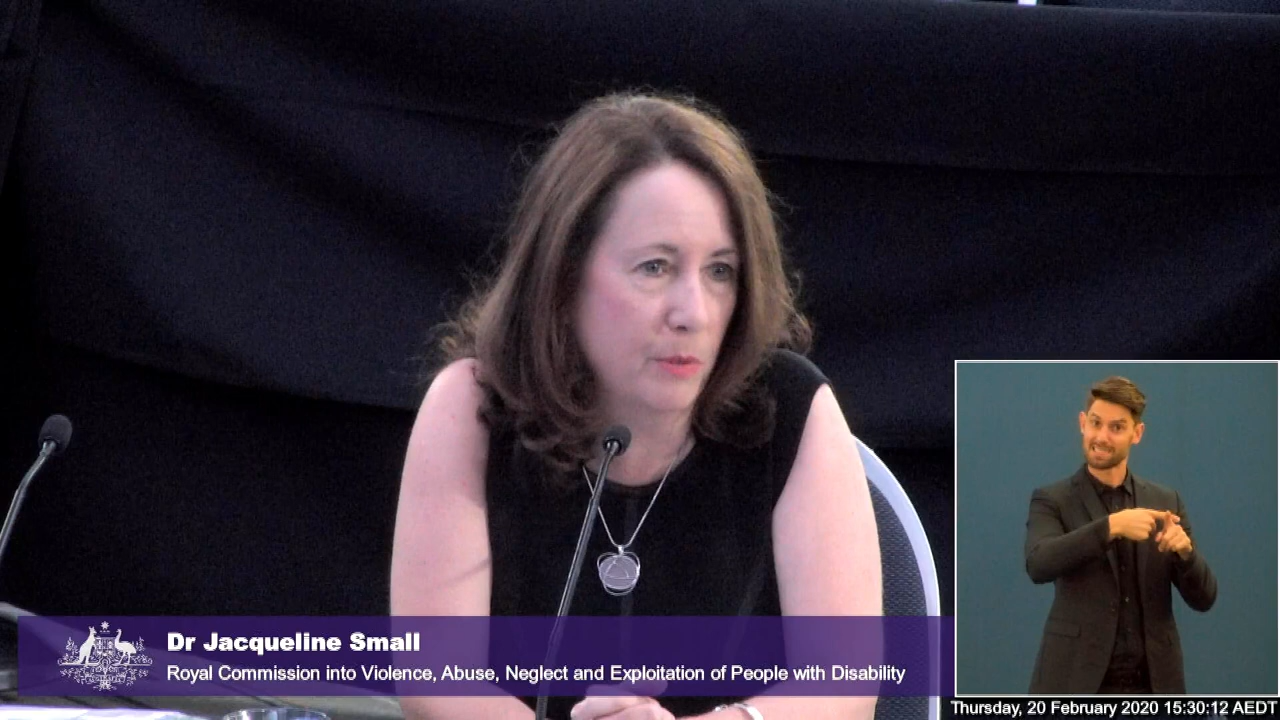 Dr Jacqueline Small
Royal Commission into Violence, Abuse, Neglect and Exploitation of People with Disability
Thursday, 20 February 2020 15:30:12 AEDT